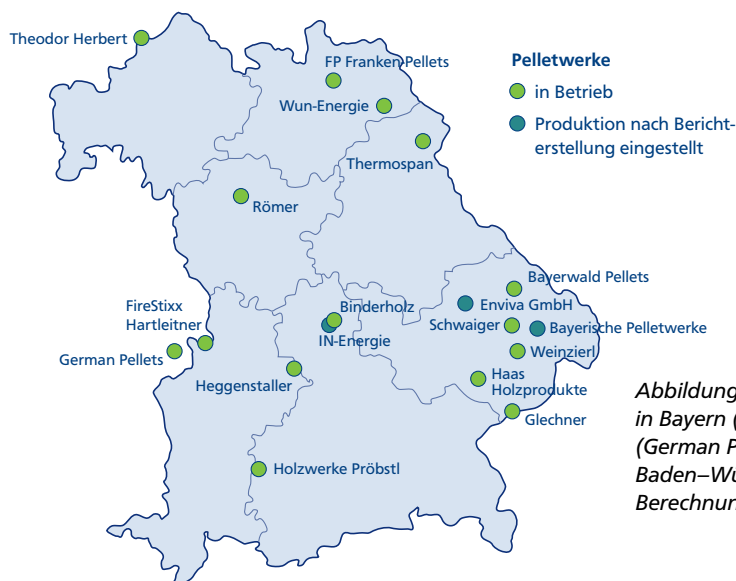 Theodor Herbert
FP Franken-Pellets
Wun-Energie
Thermospan
Römer
Pelletwerke
in Betrieb
Produktion nach Bericht-
erstellung eingestellt
Bayerwald Pellets
Enviva GmbH
Schwaiger
Bayerische Pelletwerke
Weinzierl
Haas
Holzprodukte
Glechner
Binderholz
IN-Energie
FireStixx
Hartleitner
German Pellets
Heggenstaller
Holzwerke Pröbstl
Abbildung
in Bayern (
(German P
Baden–Wü
Berechnun